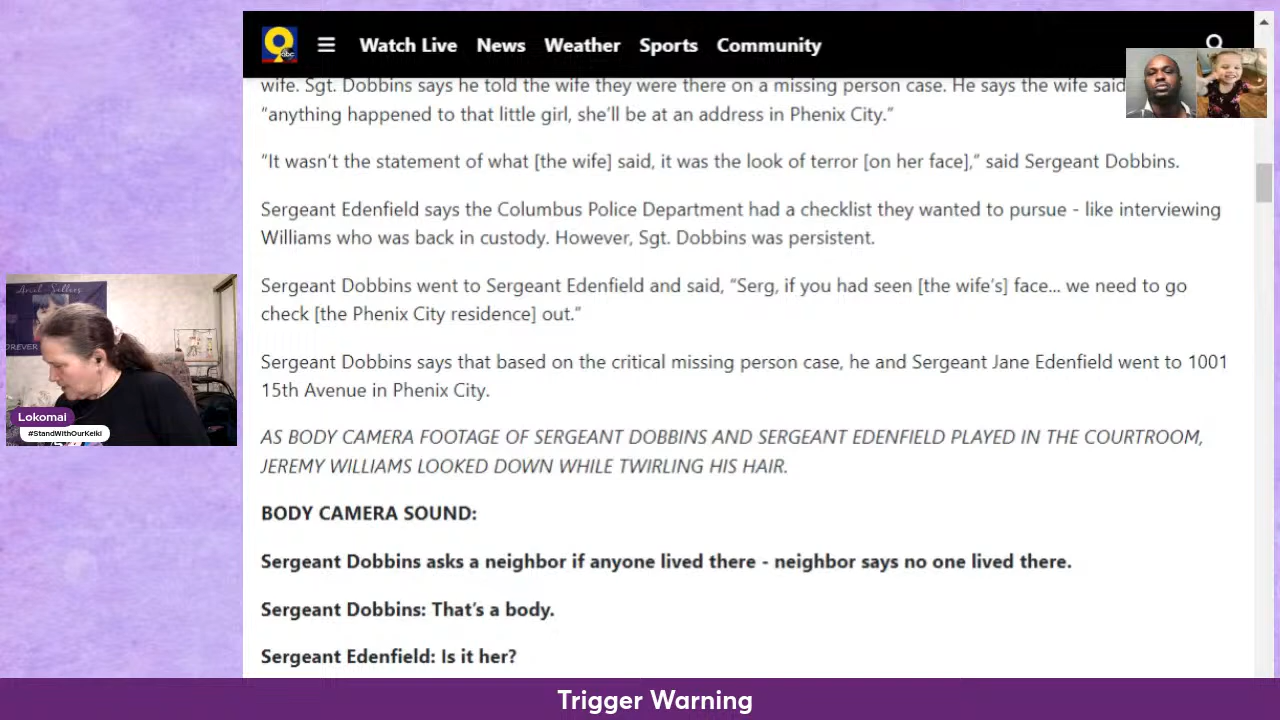 9 abc
Watch Live News Weather Sports Community
wife. Sgt. Dobbins says he told the wife they were there on a missing person case. He says the wife said
“anything happened to that little girl, she’ll be at an address in Phenix City.”
“It wasn’t the statement of what [the wife] said, it was the look of terror [on her face],” said Sergeant Dobbins.
Sergeant Edenfield says the Columbus Police Department had a checklist they wanted to pursue - like interviewing
Williams who was back in custody. However, Sgt. Dobbins was persistent.
Sergeant Dobbins went to Sergeant Edenfield and said, “Serg, if you had seen [the wife’s] face... we need to go
check [the Phenix City residence] out.”
Sergeant Dobbins says that based on the critical missing person case, he and Sergeant Jane Edenfield went to 1001
15th Avenue in Phenix City.
AS BODY CAMERA FOOTAGE OF SERGEANT DOBBINS AND SERGEANT EDENFIELD PLAYED IN THE COURTROOM,
JEREMY WILLIAMS LOOKED DOWN WHILE TWIRLING HIS HAIR.
BODY CAMERA SOUND:
Sergeant Dobbins asks a neighbor if anyone lived there - neighbor says no one lived there.
Sergeant Dobbins: That’s a body.
Sergeant Edenfield: Is it her?
Ariel Sellers
Lokomai
#StandWithOurKeiki
Trigger Warning